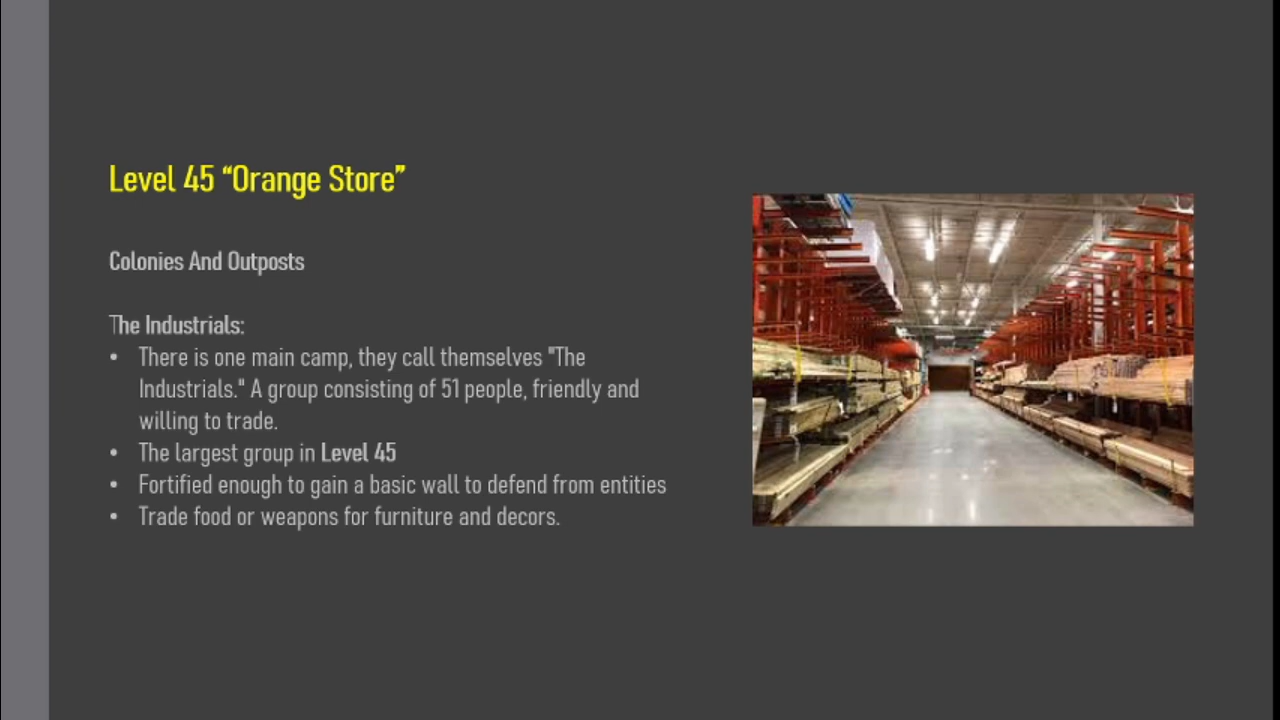 Level 45 “Orange Store”
Colonies And Outposts
The Industrials:
• There is one main camp, they call themselves "The
Industrials." A group consisting of 51 people, friendly and
willing to trade.
• The largest group in Level 45
• Fortified enough to gain a basic wall to defend from entities
• Trade food or weapons for furniture and decors.